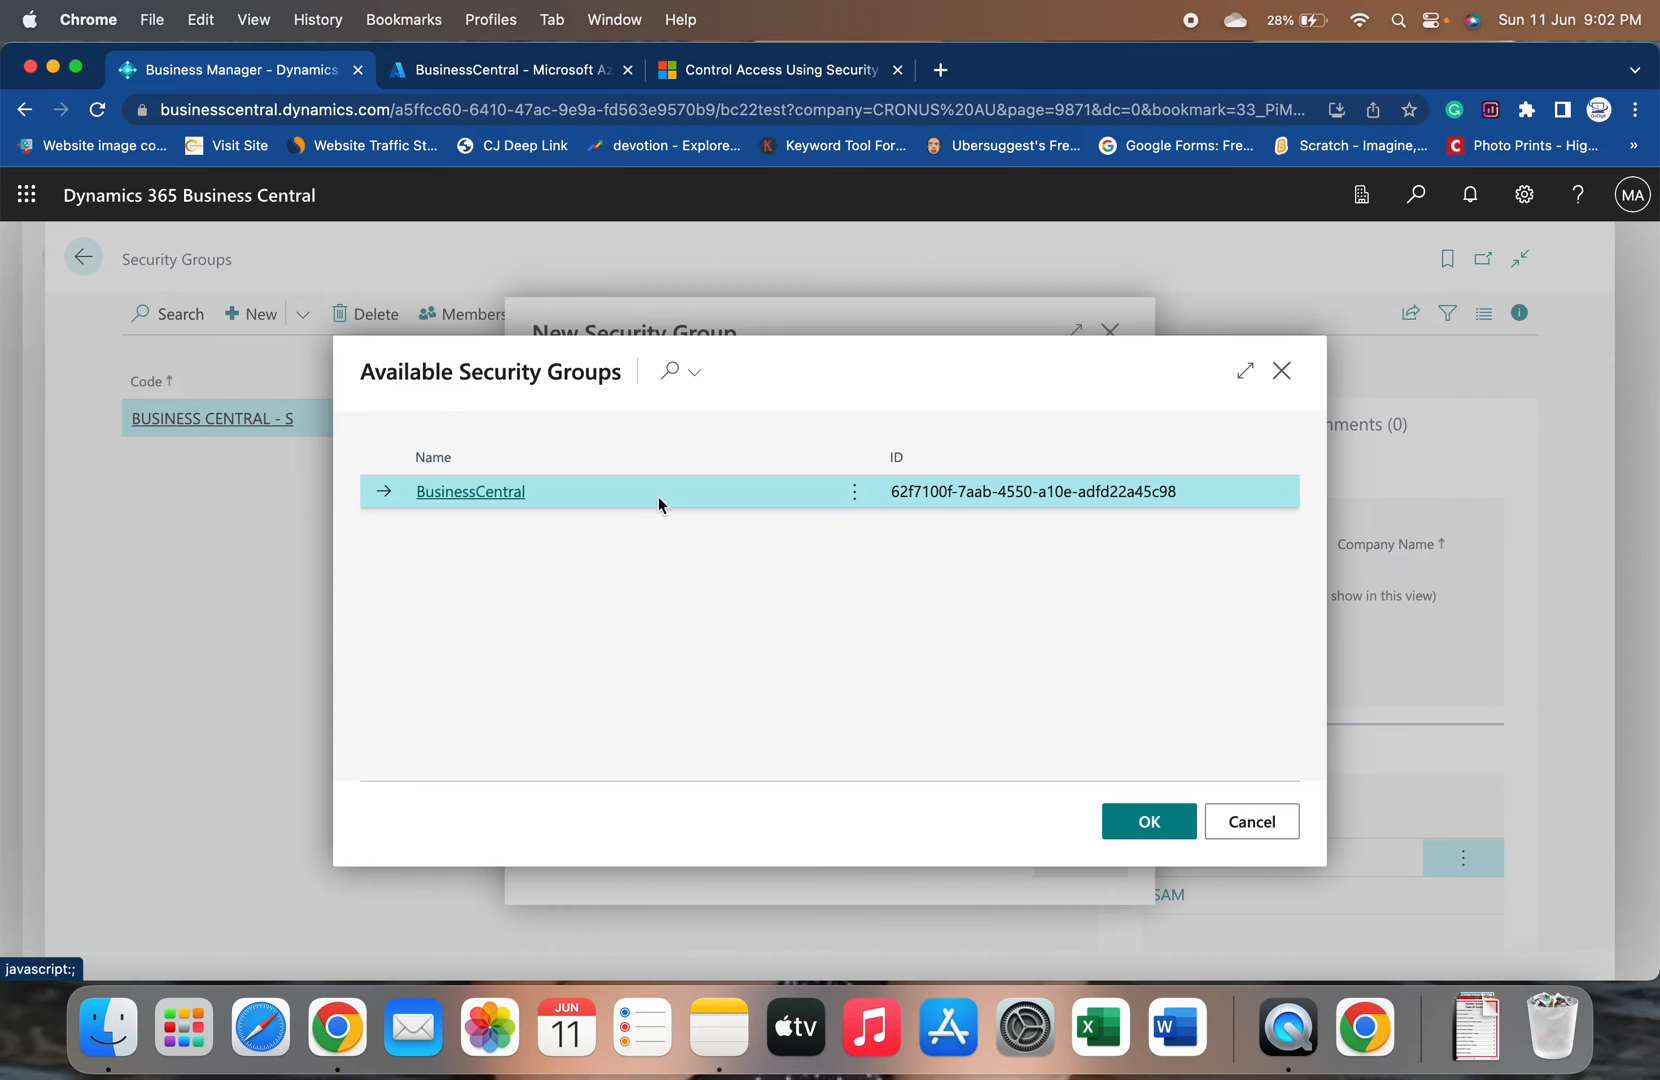 Chrome File Edit View History Bookmarks Profiles Tab Window Help 28% Sun 11 Jun 9:02 PM
Business Manager - Dynamics BusinessCentral - Microsoft Az Control Access Using Security
businesscentral.dynamics.com/a5ffcc60-6410-47ac-9e9a-fd563e9570b9/bc22test?company=CRONUS%20AU&page=9871&dc=0&bookmark=33_PiM...
Website image co... Visit Site Website Traffic St... CJ Deep Link devotion - Explore... Keyword Tool For... Ubersuggest's Fre... Google Forms: Fre... Scratch - Imagine,... Photo Prints - Hig... »
Dynamics 365 Business Central ? MA
Security Groups
Search + New Delete Members
New Security Group
Available Security Groups
Code ↑
BUSINESS CENTRAL - S
nments (0)
Name ID
BusinessCentral 62f7100f-7aab-4550-a10e-adfd22a45c98
Company Name ↑
show in this view)
OK Cancel
SAM
javascript:;
JUN
11
tv
X
W